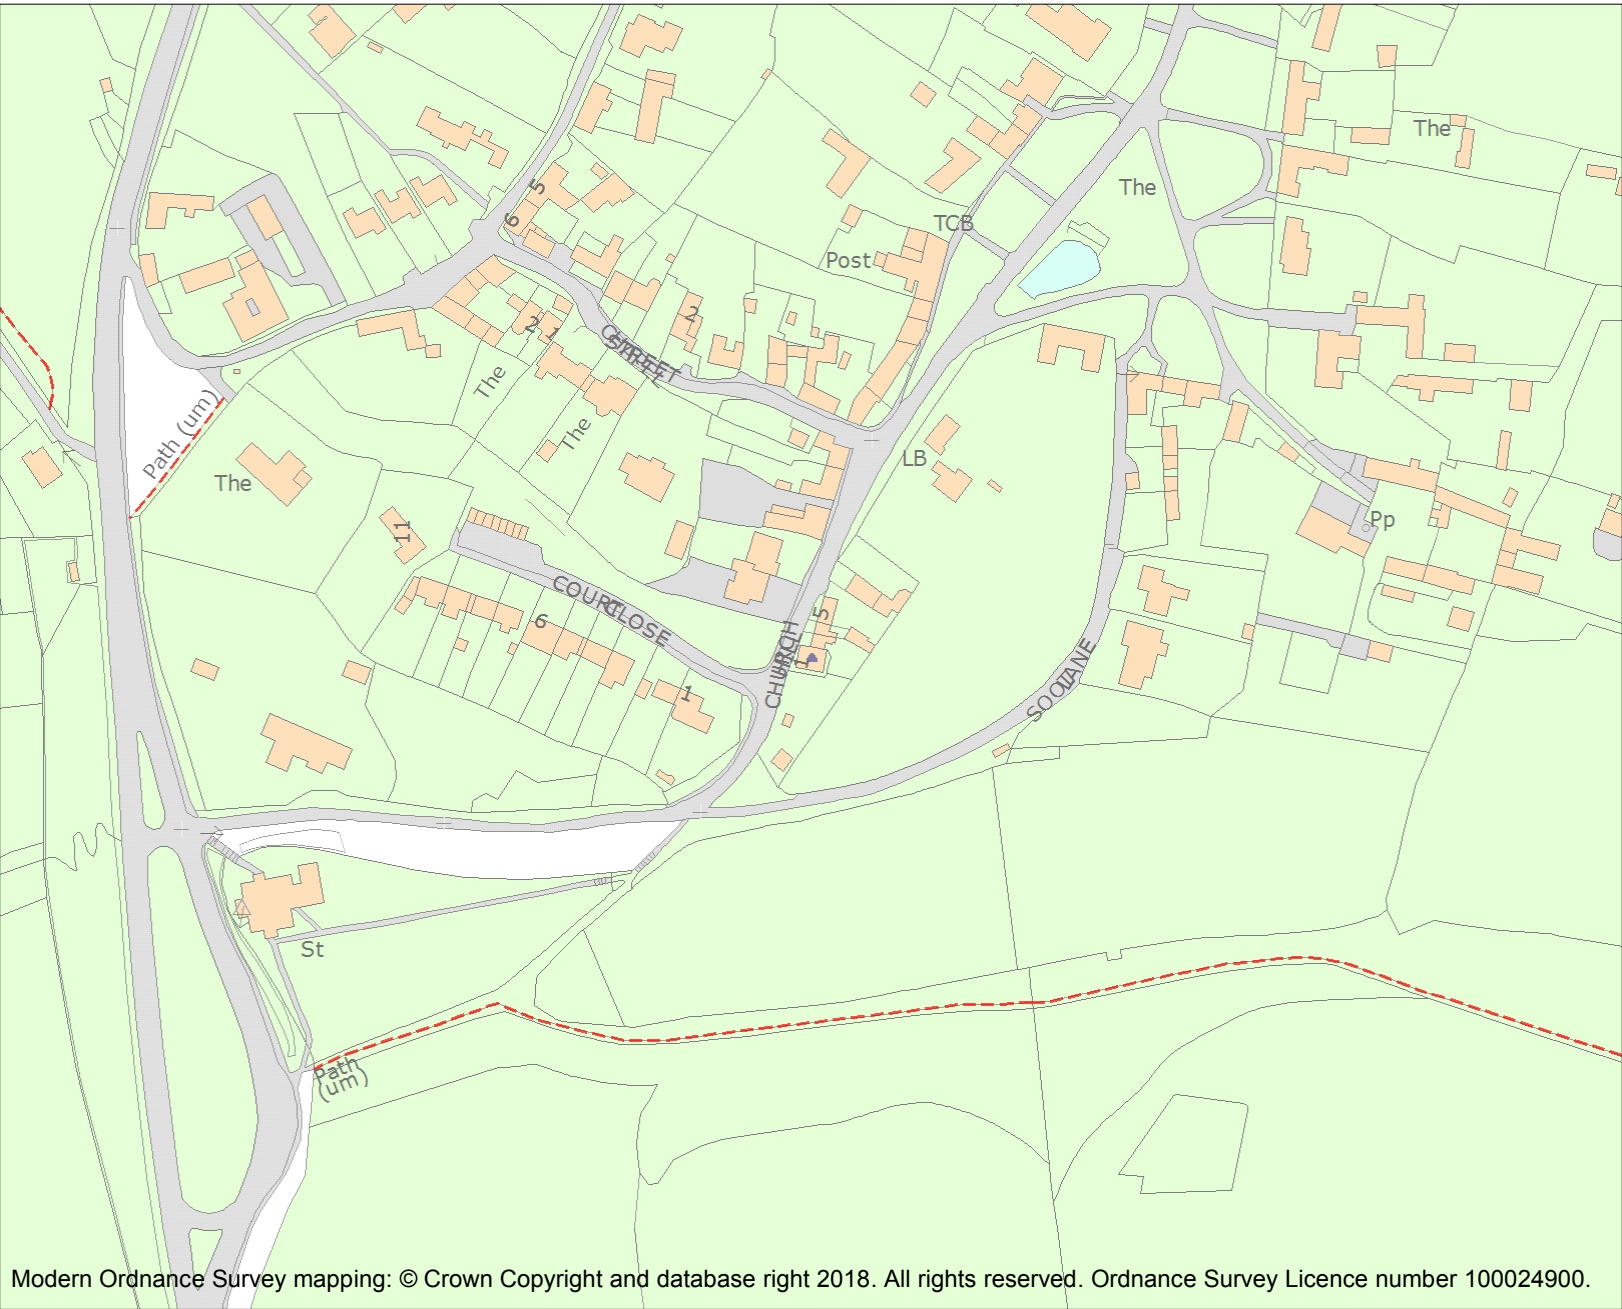 The
5
The
6
TCB
Post
2
2
1
STREET
The
Path (um)
The
LB
The
Pp
11
COURT
CLOSE
6
5
CHURCH
1
LANE
1
St
Path
(um)
Modern Ordnance Survey mapping: © Crown Copyright and database right 2018. All rights reserved. Ordnance Survey Licence number 100024900.